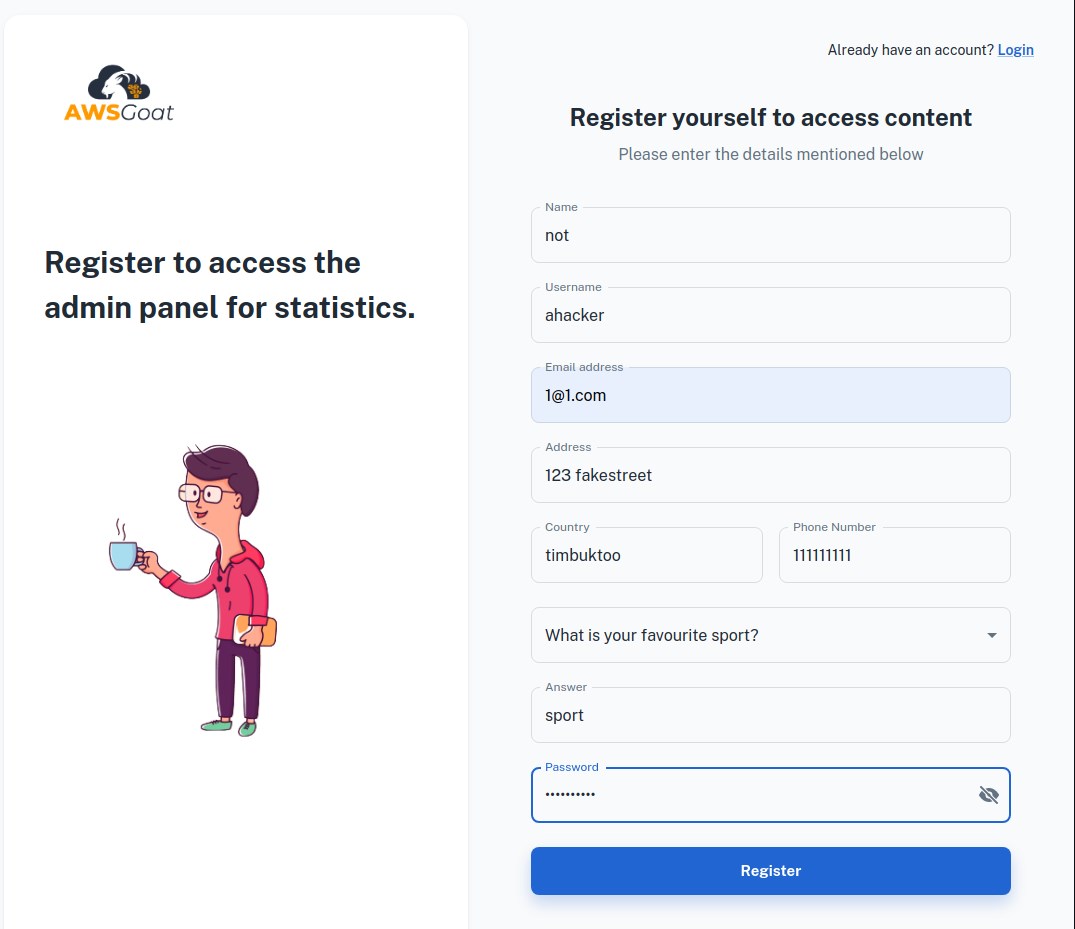 AWSGoat
Register to access the
admin panel for statistics.
Already have an account? Login
Register yourself to access content
Please enter the details mentioned below
Name
not
Username
ahacker
Email address
1@1.com
Address
123 fakestreet
Country
timbuktoo
Phone Number
111111111
What is your favourite sport?
Answer
sport
Password
••••••••••
Register